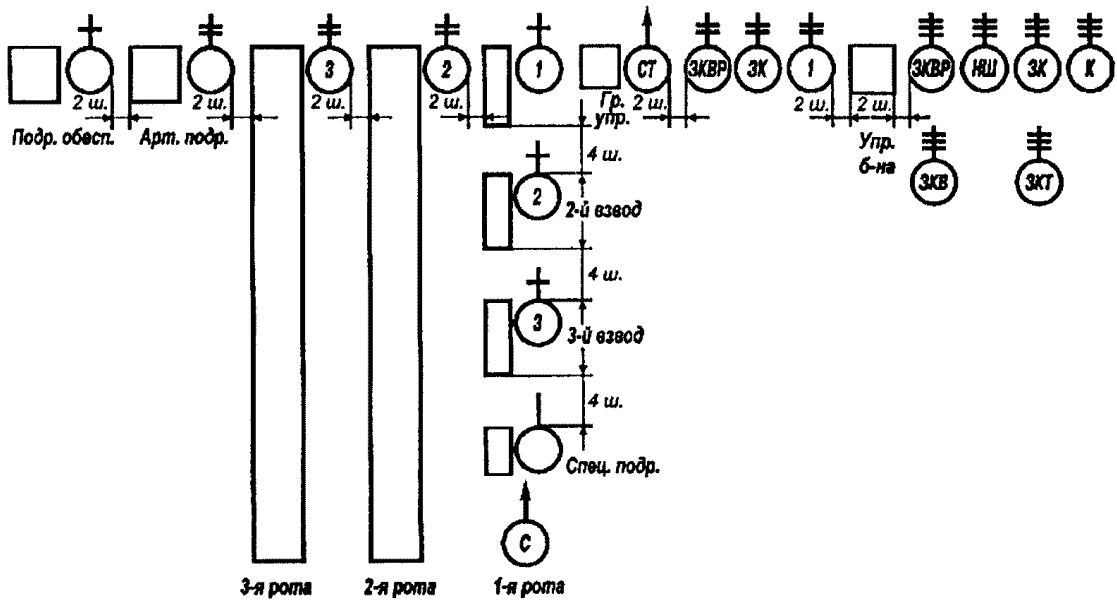 3 2 1 СТ ЗКВР ЗК 1 ЗКВР НШ ЗК К
2 ш. 2 ш. 2 ш. 2 ш. Гр. упр. 2 ш. 2 ш. 2 ш.
Подр. обесп. Арт. подр.
4 ш.
Упр. б-на
ЗКВ ЗКТ
2
2-й взвод
4 ш.
3
3-й взвод
4 ш.
Спец. подр.
С
3-я рота 2-я рота 1-я рота